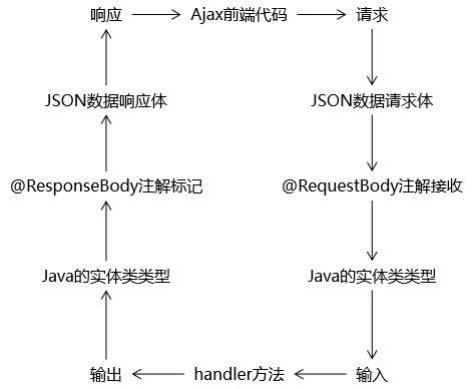 响应 Ajax前端代码 请求
JSON数据响应体 JSON数据请求体
@ResponseBody注解标记 @RequestBody注解接收
Java的实体类类型 Java的实体类类型
输出 handler方法 输入